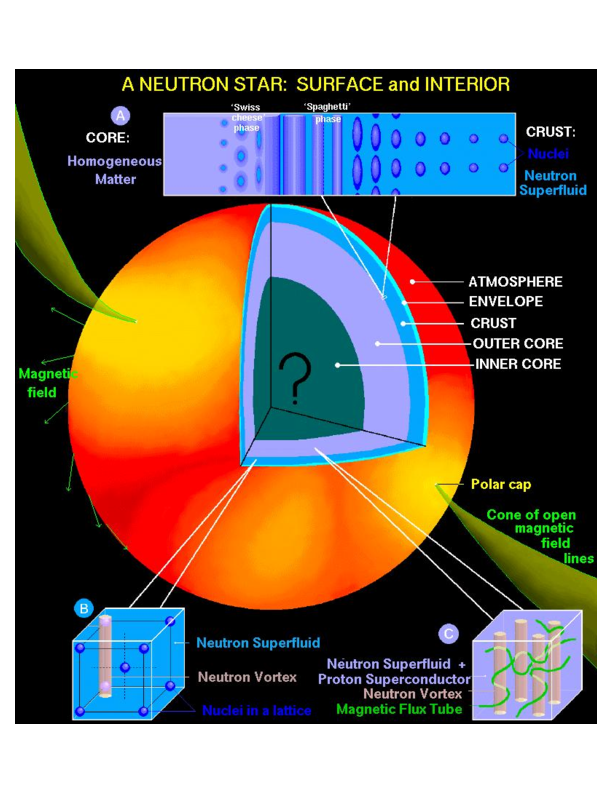 A NEUTRON STAR: SURFACE and INTERIOR
A
'Swiss
cheese
phase
'Spaghetti'
phase
CORE:
Homogeneous
Matter
CRUST:
Nuclei
Neutron
Superfluid
ATMOSPHERE
ENVELOPE
CRUST
OUTER CORE
INNER CORE
?
Magnetic
field
Polar cap
Cone of open
magnetic
field
lines
B
Neutron Superfluid
Neutron Vortex
Nuclei in a lattice
C
Neutron Superfluid +
Proton Superconductor
Neutron Vortex
Magnetic Flux Tube